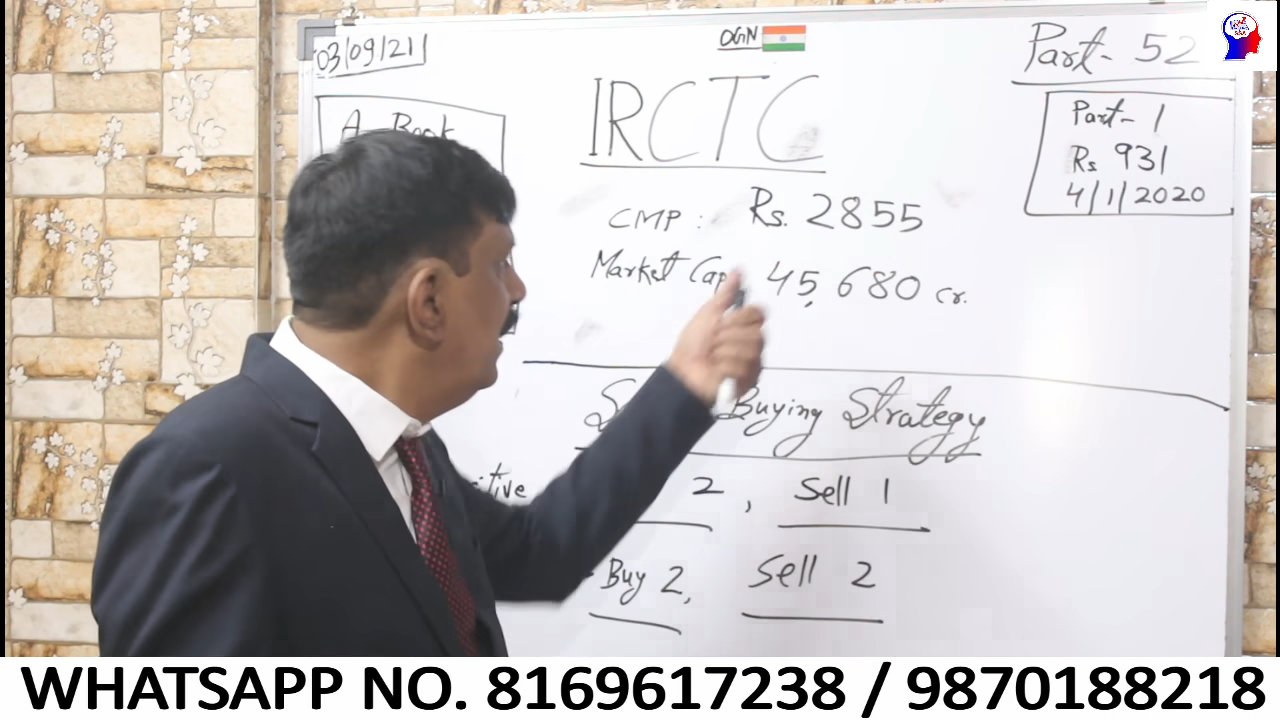 03/09/21
OGN
Part- 52
IRCTC
A Book
Part- 1
Rs 931
4/1/2020
CMP : Rs. 2855
Market Cap 45,680 cr.
Buying Strategy
2, Sell 1
Buy 2, Sell 2
WHATSAPP NO. 8169617238 / 9870188218